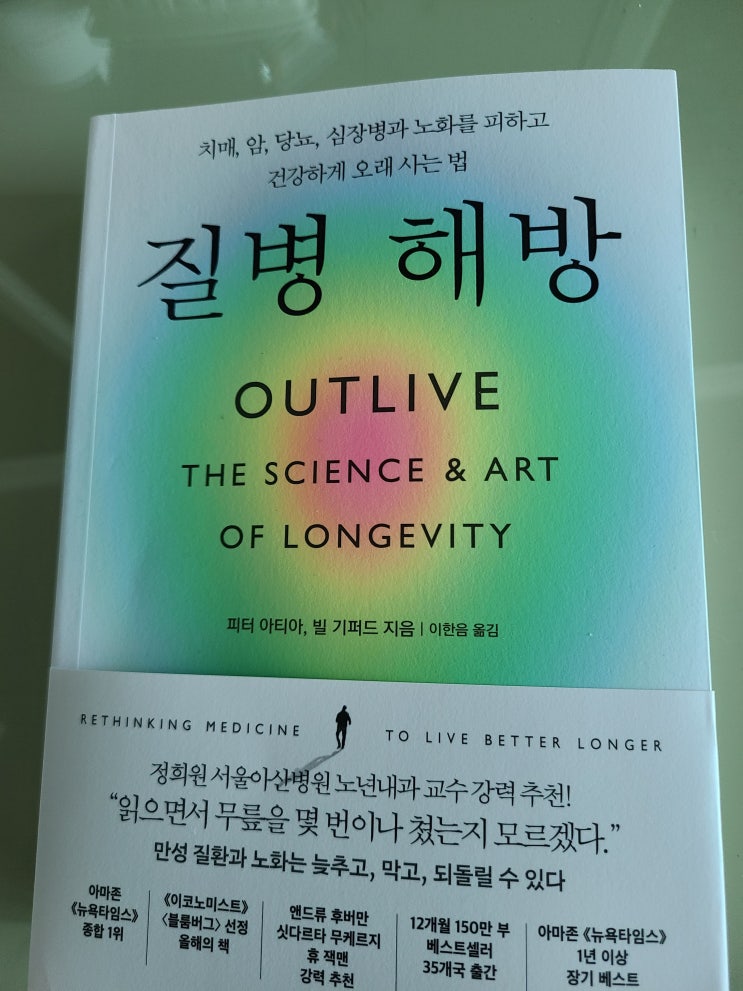 치매, 암, 당뇨, 심장병과 노화를 피하고
건강하게 오래 사는 법
질병 해방
OUTLIVE
THE SCIENCE & ART
OF LONGEVITY
피터 아티아, 빌 기퍼드 지음 | 이한음 옮김
RETHINKING MEDICINE TO LIVE BETTER LONGER
정희원 서울아산병원 노년내과 교수 강력 추천!
“읽으면서 무릎을 몇 번이나 쳤는지 모르겠다.”
만성 질환과 노화는 늦추고, 막고, 되돌릴 수 있다
아마존
《뉴욕타임스》
종합 1위
《이코노미스트》
〈블룸버그〉 선정
올해의 책
앤드류 후버만
싯다르타 무케르지
휴 잭맨
강력 추천
12개월 150만 부
베스트셀러
35개국 출간
아마존 《뉴욕타임스》
1년 이상
장기 베스트